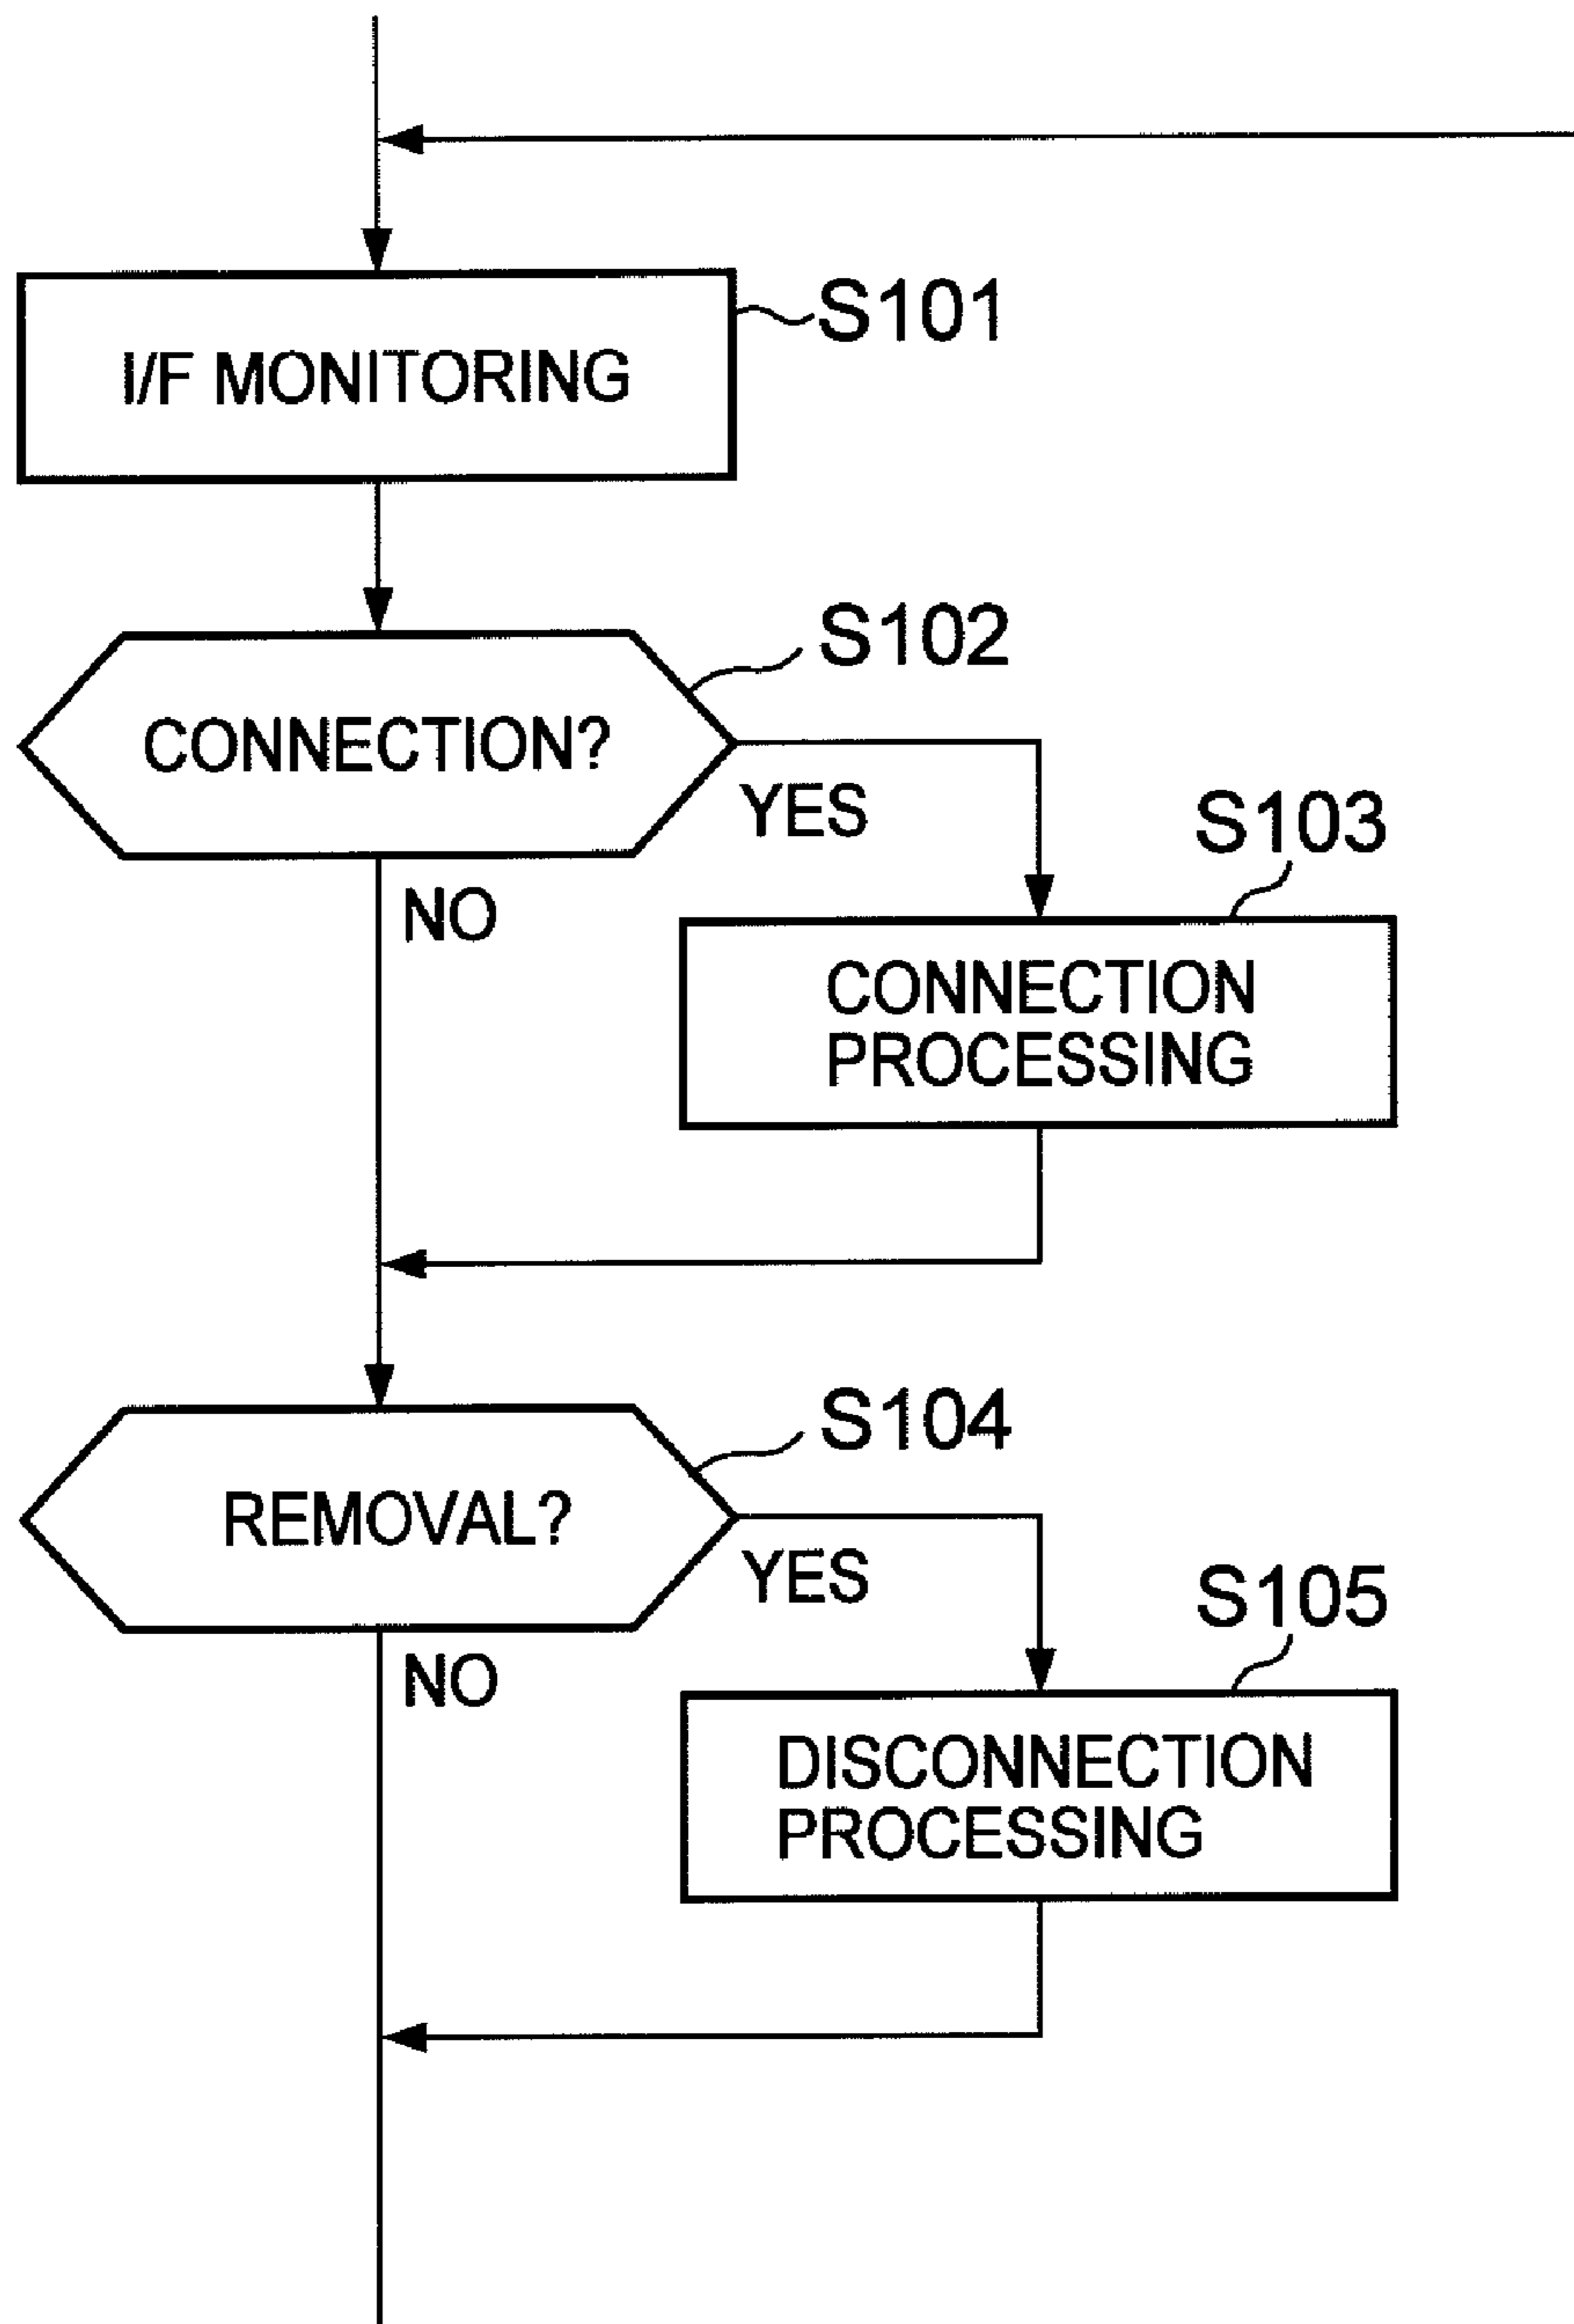 S101
I/F MONITORING
S102
CONNECTION?
YES
S103
NO
CONNECTION
PROCESSING
S104
REMOVAL?
YES
S105
NO
DISCONNECTION
PROCESSING